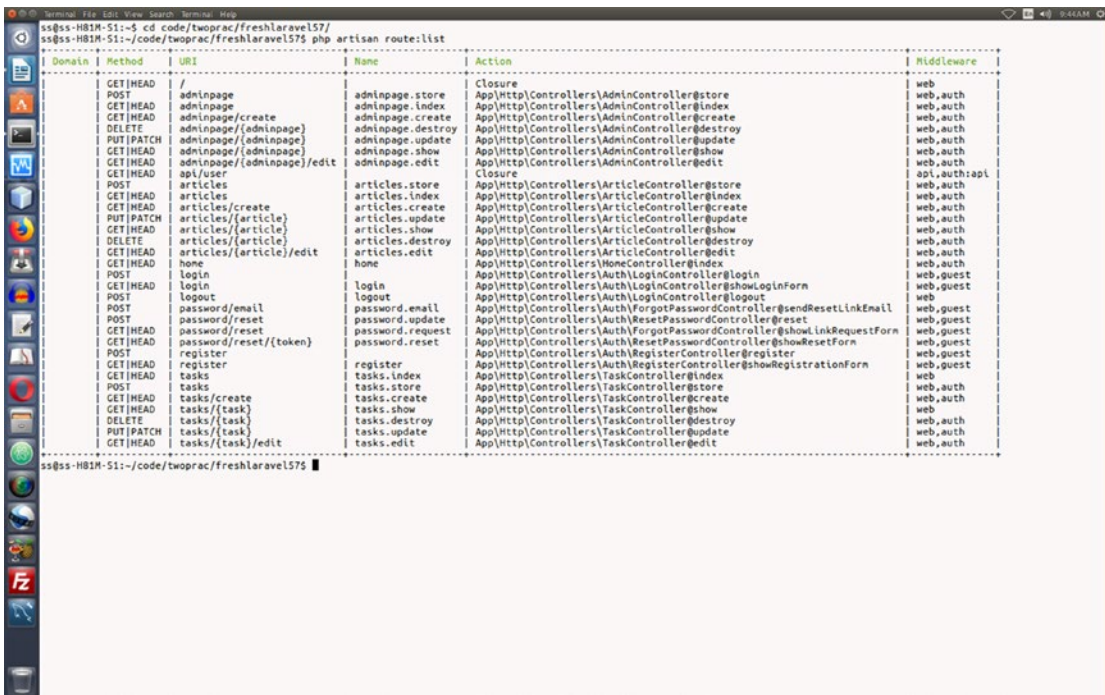 Terminal File Edit View Search Terminal Help En 9:44AM
ss@ss-H81M-S1:~$ cd code/twoprac/freshlaravel57/
ss@ss-H81M-S1:~/code/twoprac/freshlaravel57$ php artisan route:list
| Domain | Method | URI | Name | Action | Middleware |
| | GET|HEAD | / | | Closure | web |
| | POST | adminpage | adminpage.store | App\Http\Controllers\AdminController@store | web,auth |
| | GET|HEAD | adminpage | adminpage.index | App\Http\Controllers\AdminController@index | web,auth |
| | GET|HEAD | adminpage/create | adminpage.create | App\Http\Controllers\AdminController@create | web,auth |
| | DELETE | adminpage/{adminpage} | adminpage.destroy | App\Http\Controllers\AdminController@destroy | web,auth |
| | PUT|PATCH | adminpage/{adminpage} | adminpage.update | App\Http\Controllers\AdminController@update | web,auth |
| | GET|HEAD | adminpage/{adminpage} | adminpage.show | App\Http\Controllers\AdminController@show | web,auth |
| | GET|HEAD | adminpage/{adminpage}/edit | adminpage.edit | App\Http\Controllers\AdminController@edit | web,auth |
| | GET|HEAD | api/user | | Closure | api,auth:api |
| | POST | articles | articles.store | App\Http\Controllers\ArticleController@store | web,auth |
| | GET|HEAD | articles | articles.index | App\Http\Controllers\ArticleController@index | web,auth |
| | GET|HEAD | articles/create | articles.create | App\Http\Controllers\ArticleController@create | web,auth |
| | PUT|PATCH | articles/{article} | articles.update | App\Http\Controllers\ArticleController@update | web,auth |
| | GET|HEAD | articles/{article} | articles.show | App\Http\Controllers\ArticleController@show | web,auth |
| | DELETE | articles/{article} | articles.destroy | App\Http\Controllers\ArticleController@destroy | web,auth |
| | GET|HEAD | articles/{article}/edit | articles.edit | App\Http\Controllers\ArticleController@edit | web,auth |
| | GET|HEAD | home | home | App\Http\Controllers\HomeController@index | web,auth |
| | POST | login | | App\Http\Controllers\Auth\LoginController@login | web,guest |
| | GET|HEAD | login | login | App\Http\Controllers\Auth\LoginController@showLoginForm | web,guest |
| | POST | logout | logout | App\Http\Controllers\Auth\LoginController@logout | web |
| | POST | password/email | password.email | App\Http\Controllers\Auth\ForgotPasswordController@sendResetLinkEmail | web,guest |
| | POST | password/reset | password.update | App\Http\Controllers\Auth\ResetPasswordController@reset | web,guest |
| | GET|HEAD | password/reset | password.request | App\Http\Controllers\Auth\ForgotPasswordController@showLinkRequestForm | web,guest |
| | GET|HEAD | password/reset/{token} | password.reset | App\Http\Controllers\Auth\ResetPasswordController@showResetForm | web,guest |
| | POST | register | | App\Http\Controllers\Auth\RegisterController@register | web,guest |
| | GET|HEAD | register | register | App\Http\Controllers\Auth\RegisterController@showRegistrationForm | web,guest |
| | GET|HEAD | tasks | tasks.index | App\Http\Controllers\TaskController@index | web |
| | POST | tasks | tasks.store | App\Http\Controllers\TaskController@store | web,auth |
| | GET|HEAD | tasks/create | tasks.create | App\Http\Controllers\TaskController@create | web,auth |
| | GET|HEAD | tasks/{task} | tasks.show | App\Http\Controllers\TaskController@show | web |
| | DELETE | tasks/{task} | tasks.destroy | App\Http\Controllers\TaskController@destroy | web,auth |
| | PUT|PATCH | tasks/{task} | tasks.update | App\Http\Controllers\TaskController@update | web,auth |
| | GET|HEAD | tasks/{task}/edit | tasks.edit | App\Http\Controllers\TaskController@edit | web,auth |
ss@ss-H81M-S1:~/code/twoprac/freshlaravel57$
Fz